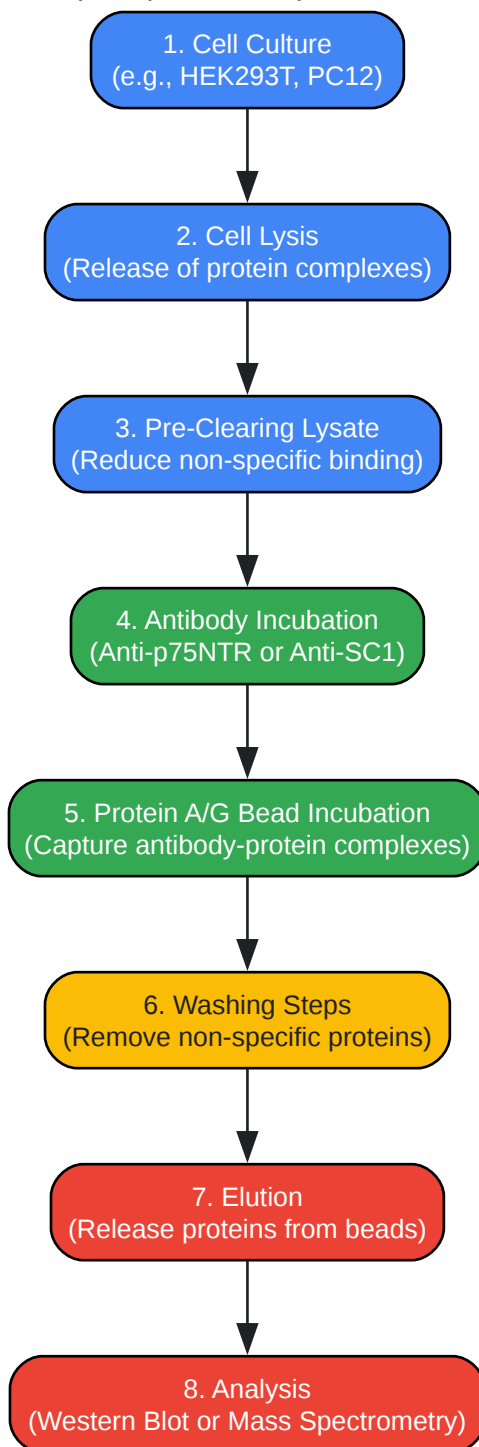 1. Cell Culture
(e.g., HEK293T, PC12)
2. Cell Lysis
(Release of protein complexes)
3. Pre-Clearing Lysate
(Reduce non-specific binding)
4. Antibody Incubation
(Anti-p75NTR or Anti-SC1)
5. Protein A/G Bead Incubation
(Capture antibody-protein complexes)
6. Washing Steps
(Remove non-specific proteins)
7. Elution
(Release proteins from beads)
8. Analysis
(Western Blot or Mass Spectrometry)